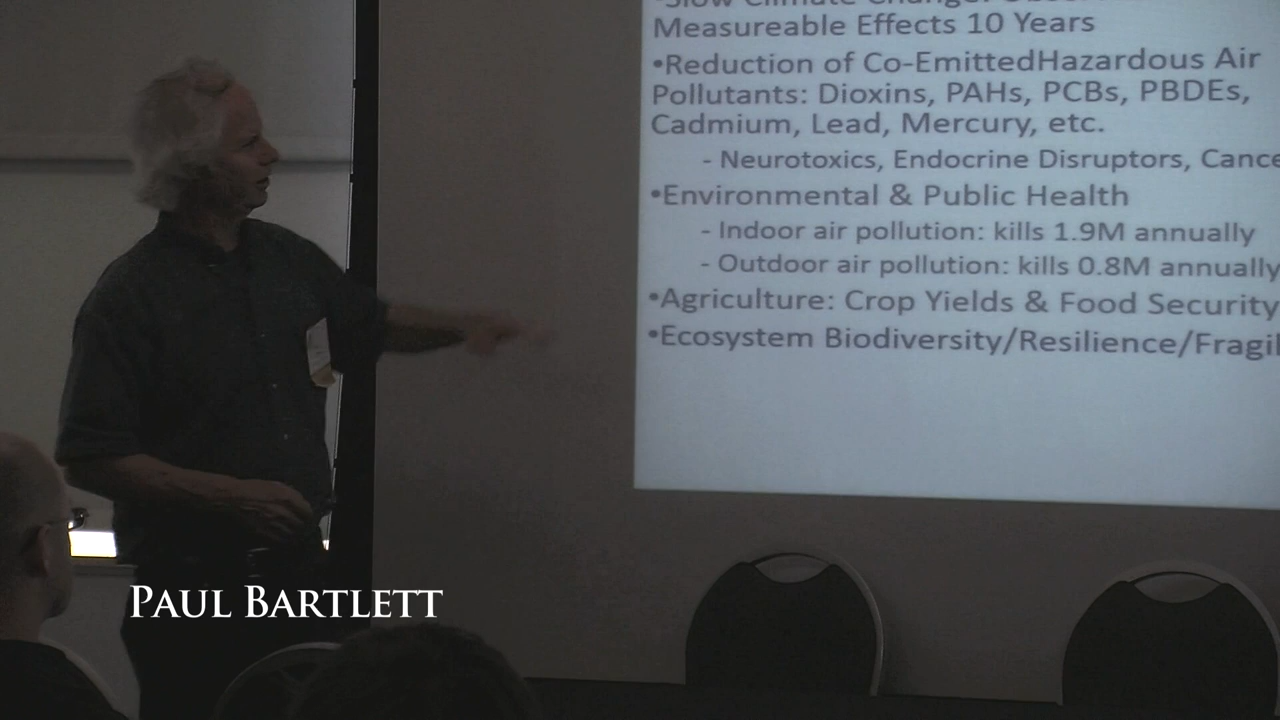 Measureable Effects 10 Years
•Reduction of Co-EmittedHazardous Air
Pollutants: Dioxins, PAHs, PCBs, PBDEs,
Cadmium, Lead, Mercury, etc.
- Neurotoxics, Endocrine Disruptors,
•Environmental & Public Health
- Indoor air pollution: kills 1.9M annually
- Outdoor air pollution: kills 0.8M annually
•Agriculture: Crop Yields & Food Security
•Ecosystem Biodiversity/Resilience/Fragil
PAUL BARTLETT